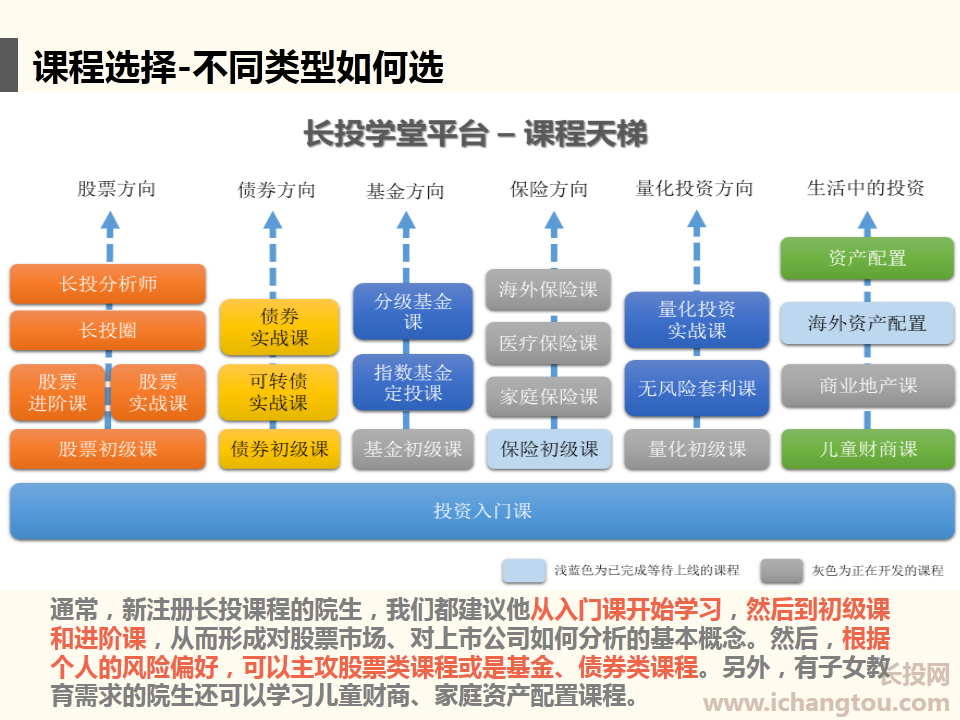 课程选择-不同类型如何选
长投学堂平台 – 课程天梯
股票方向
债券方向
基金方向
保险方向
量化投资方向
生活中的投资
长投分析师
长投圈
股票
进阶课
股票
实战课
股票初级课
债券
实战课
可转债
实战课
债券初级课
分级基金
课
指数基金
定投课
基金初级课
海外保险课
医疗保险课
家庭保险课
保险初级课
量化投资
实战课
无风险套利课
量化初级课
资产配置
海外资产配置
商业地产课
儿童财商课
投资入门课
浅蓝色为已完成等待上线的课程
灰色为正在开发的课程
通常，新注册长投课程的院生，我们都建议他从入门课开始学习，然后到初级课
和进阶课，从而形成对股票市场、对上市公司如何分析的基本概念。然后，根据
个人的风险偏好，可以主攻股票类课程或是基金、债券类课程。另外，有子女教
育需求的院生还可以学习儿童财商、家庭资产配置课程。
长投网
www.ichangtou.com